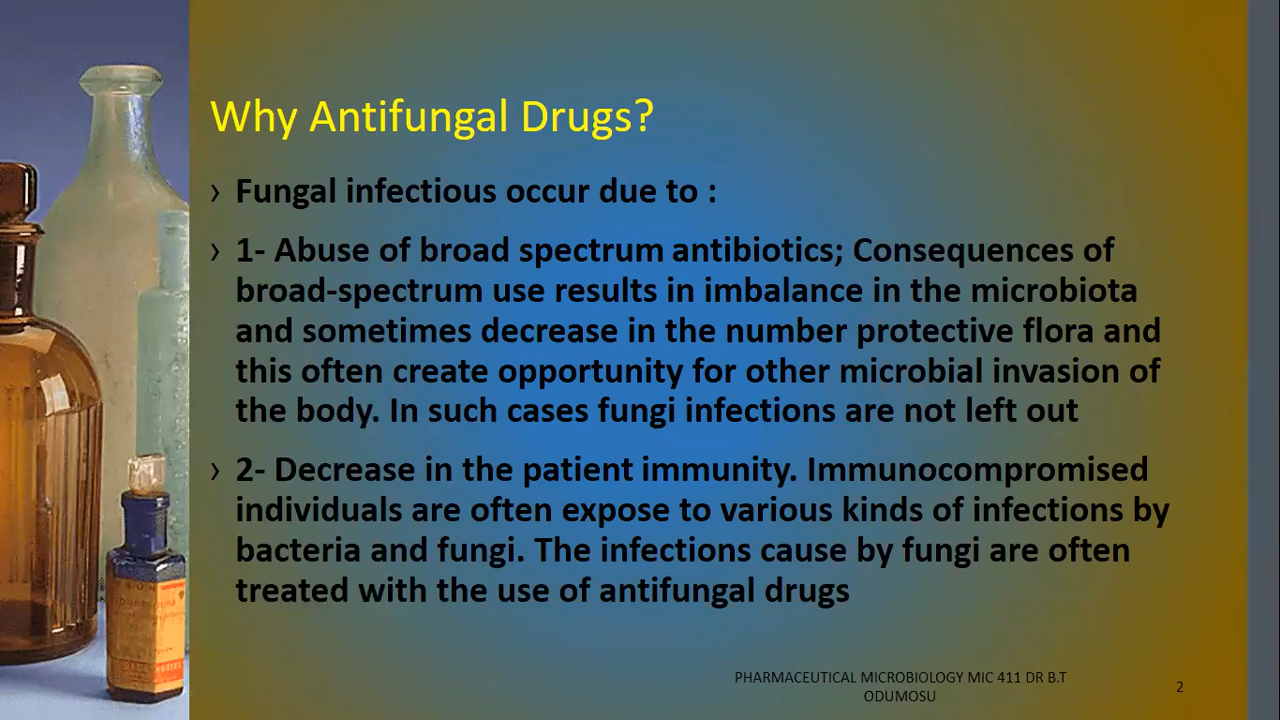 Why Antifungal Drugs?
› Fungal infectious occur due to :
› 1- Abuse of broad spectrum antibiotics; Consequences of
broad-spectrum use results in imbalance in the microbiota
and sometimes decrease in the number protective flora and
this often create opportunity for other microbial invasion of
the body. In such cases fungi infections are not left out
› 2- Decrease in the patient immunity. Immunocompromised
individuals are often expose to various kinds of infections by
bacteria and fungi. The infections cause by fungi are often
treated with the use of antifungal drugs
PHARMACEUTICAL MICROBIOLOGY MIC 411 DR B.T
ODUMOSU
2